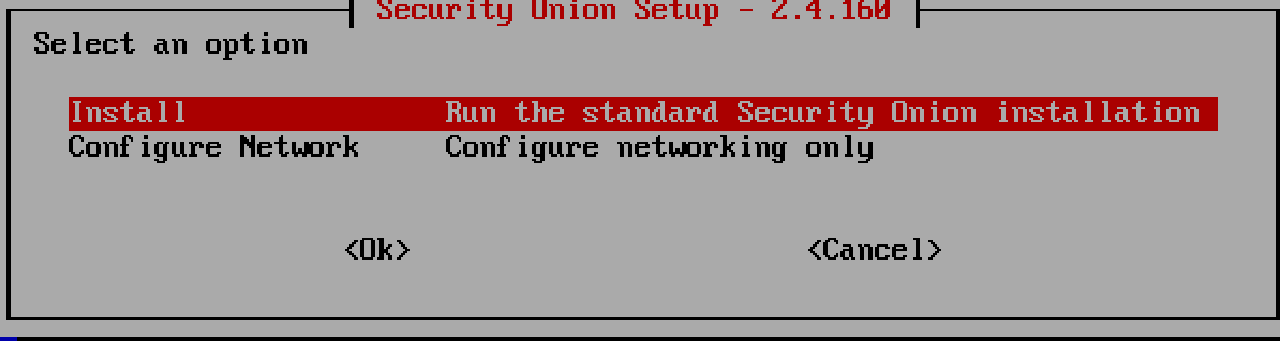 Security Onion Setup - 2.4.160
Select an option
Install Run the standard Security Onion installation
Configure Network Configure networking only
<Ok> <Cancel>